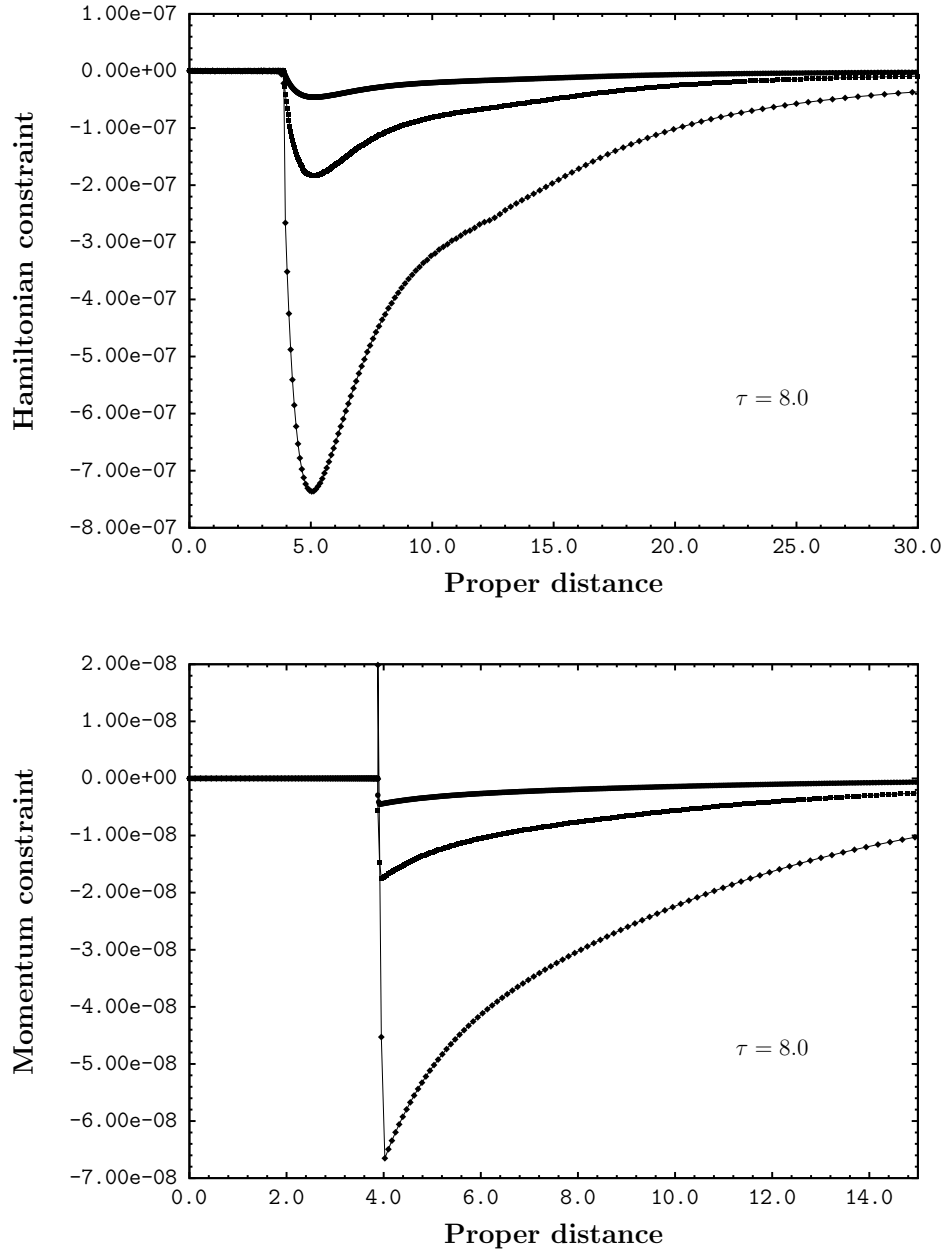 1.00e-07
0.00e+00
-1.00e-07
-2.00e-07
-3.00e-07
-4.00e-07
-5.00e-07
-6.00e-07
-7.00e-07
-8.00e-07
Hamiltonian constraint
τ = 8.0
0.0 5.0 10.0 15.0 20.0 25.0 30.0
Proper distance
2.00e-08
1.00e-08
0.00e+00
-1.00e-08
-2.00e-08
-3.00e-08
-4.00e-08
-5.00e-08
-6.00e-08
-7.00e-08
Momentum constraint
τ = 8.0
0.0 2.0 4.0 6.0 8.0 10.0 12.0 14.0
Proper distance